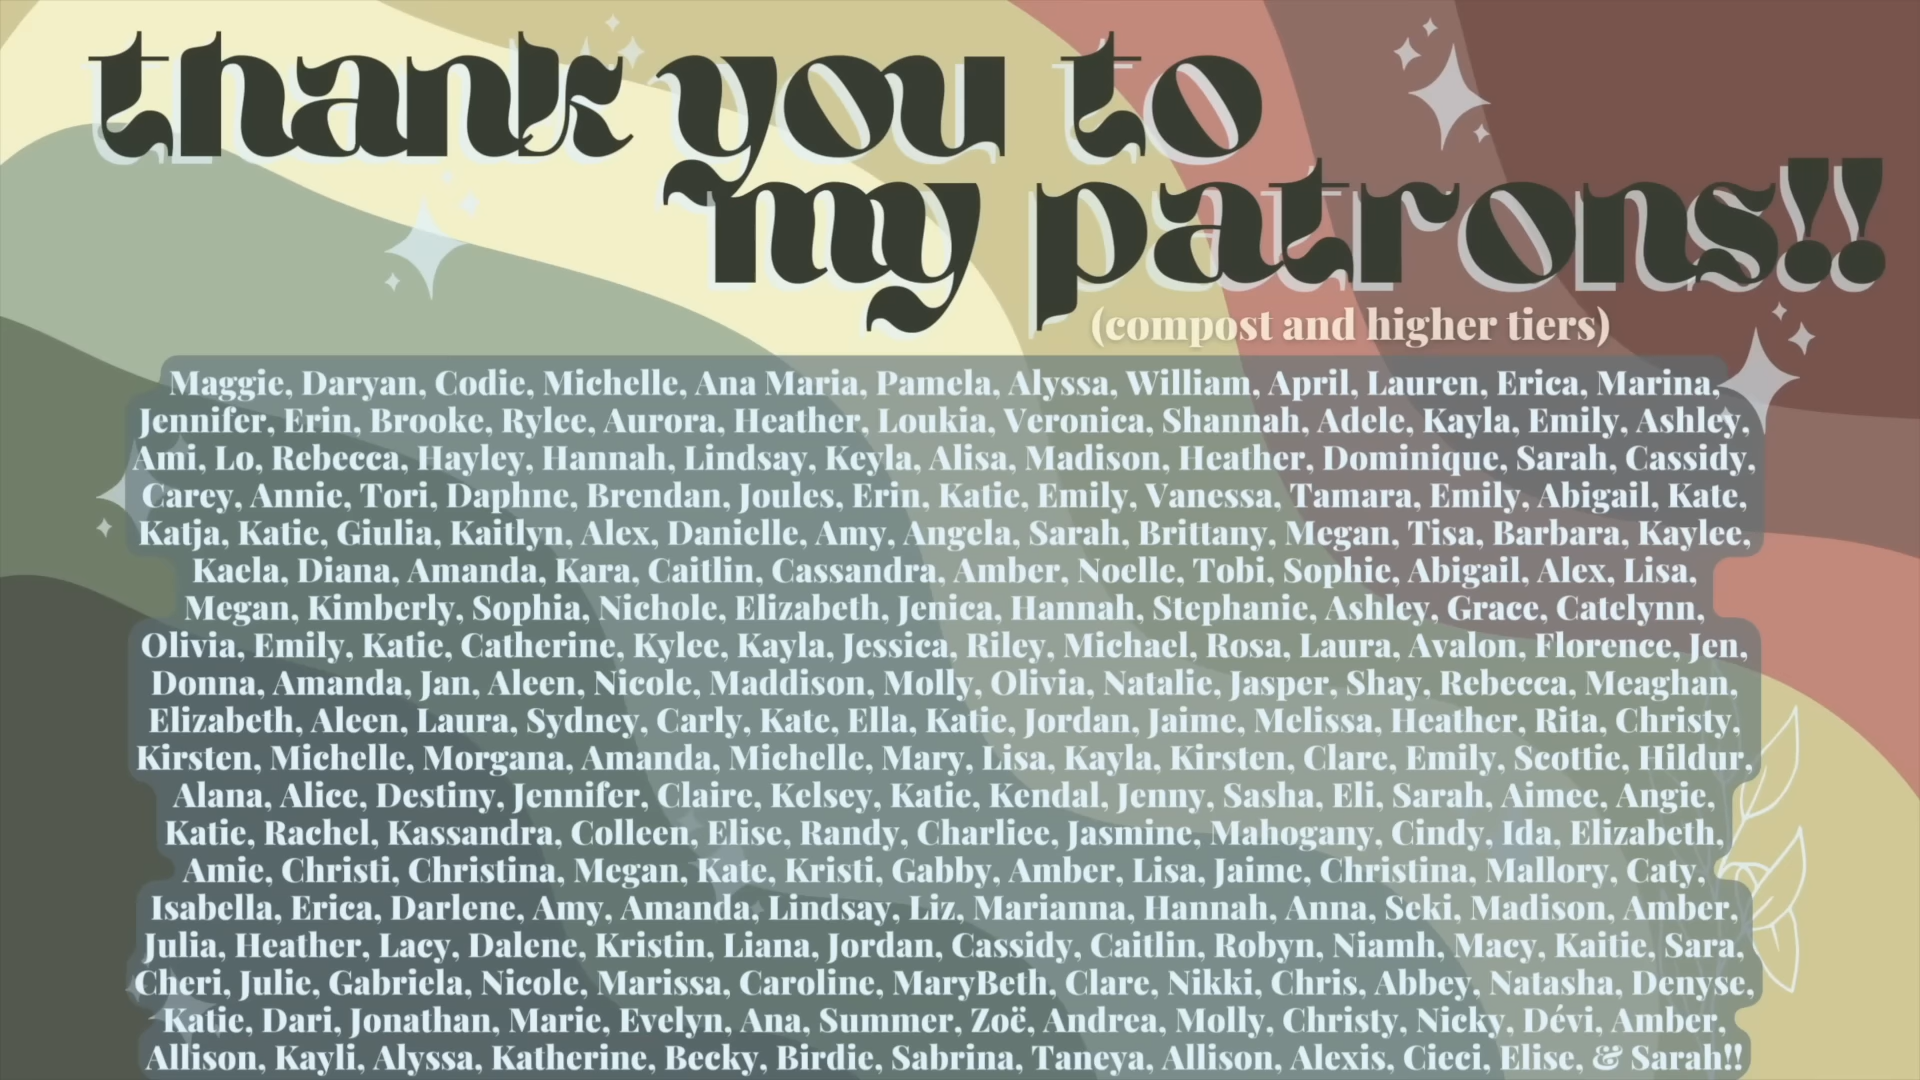 thank you to
my patrons!!
(compost and higher tiers)
Maggie, Daryan, Codie, Michelle, Ana Maria, Pamela, Alyssa, William, April, Lauren, Erica, Marina,
Jennifer, Erin, Brooke, Rylee, Aurora, Heather, Loukia, Veronica, Shannah, Adele, Kayla, Emily, Ashley,
Ami, Lo, Rebecca, Hayley, Hannah, Lindsay, Keyla, Alisa, Madison, Heather, Dominique, Sarah, Cassidy,
Carey, Annie, Tori, Daphne, Brendan, Joules, Erin, Katie, Emily, Vanessa, Tamara, Emily, Abigail, Kate,
Katja, Katie, Giulia, Kaitlyn, Alex, Danielle, Amy, Angela, Sarah, Brittany, Megan, Tisa, Barbara, Kaylee,
Kaela, Diana, Amanda, Kara, Caitlin, Cassandra, Amber, Noelle, Tobi, Sophie, Abigail, Alex, Lisa,
Megan, Kimberly, Sophia, Nichole, Elizabeth, Jenica, Hannah, Stephanie, Ashley, Grace, Catelynn,
Olivia, Emily, Katie, Catherine, Kylee, Kayla, Jessica, Riley, Michael, Rosa, Laura, Avalon, Florence, Jen,
Donna, Amanda, Jan, Aleen, Nicole, Maddison, Molly, Olivia, Natalie, Jasper, Shay, Rebecca, Meaghan,
Elizabeth, Aleen, Laura, Sydney, Carly, Kate, Ella, Katie, Jordan, Jaime, Melissa, Heather, Rita, Christy,
Kirsten, Michelle, Morgana, Amanda, Michelle, Mary, Lisa, Kayla, Kirsten, Clare, Emily, Scottie, Hildur,
Alana, Alice, Destiny, Jennifer, Claire, Kelsey, Katie, Kendal, Jenny, Sasha, Eli, Sarah, Aimee, Angie,
Katie, Rachel, Kassandra, Colleen, Elise, Randy, Charliee, Jasmine, Mahogany, Cindy, Ida, Elizabeth,
Amie, Christi, Christina, Megan, Kate, Kristi, Gabby, Amber, Lisa, Jaime, Christina, Mallory, Caty,
Isabella, Erica, Darlene, Amy, Amanda, Lindsay, Liz, Marianna, Hannah, Anna, Seki, Madison, Amber,
Julia, Heather, Lacy, Dalene, Kristin, Liana, Jordan, Cassidy, Caitlin, Robyn, Niamh, Macy, Kaitie, Sara,
Cheri, Julie, Gabriela, Nicole, Marissa, Caroline, MaryBeth, Clare, Nikki, Chris, Abbey, Natasha, Denyse,
Katie, Dari, Jonathan, Marie, Evelyn, Ana, Summer, Zoë, Andrea, Molly, Christy, Nicky, Dévi, Amber,
Allison, Kayli, Alyssa, Katherine, Becky, Birdie, Sabrina, Taneya, Allison, Alexis, Cieci, Elise, & Sarah!!